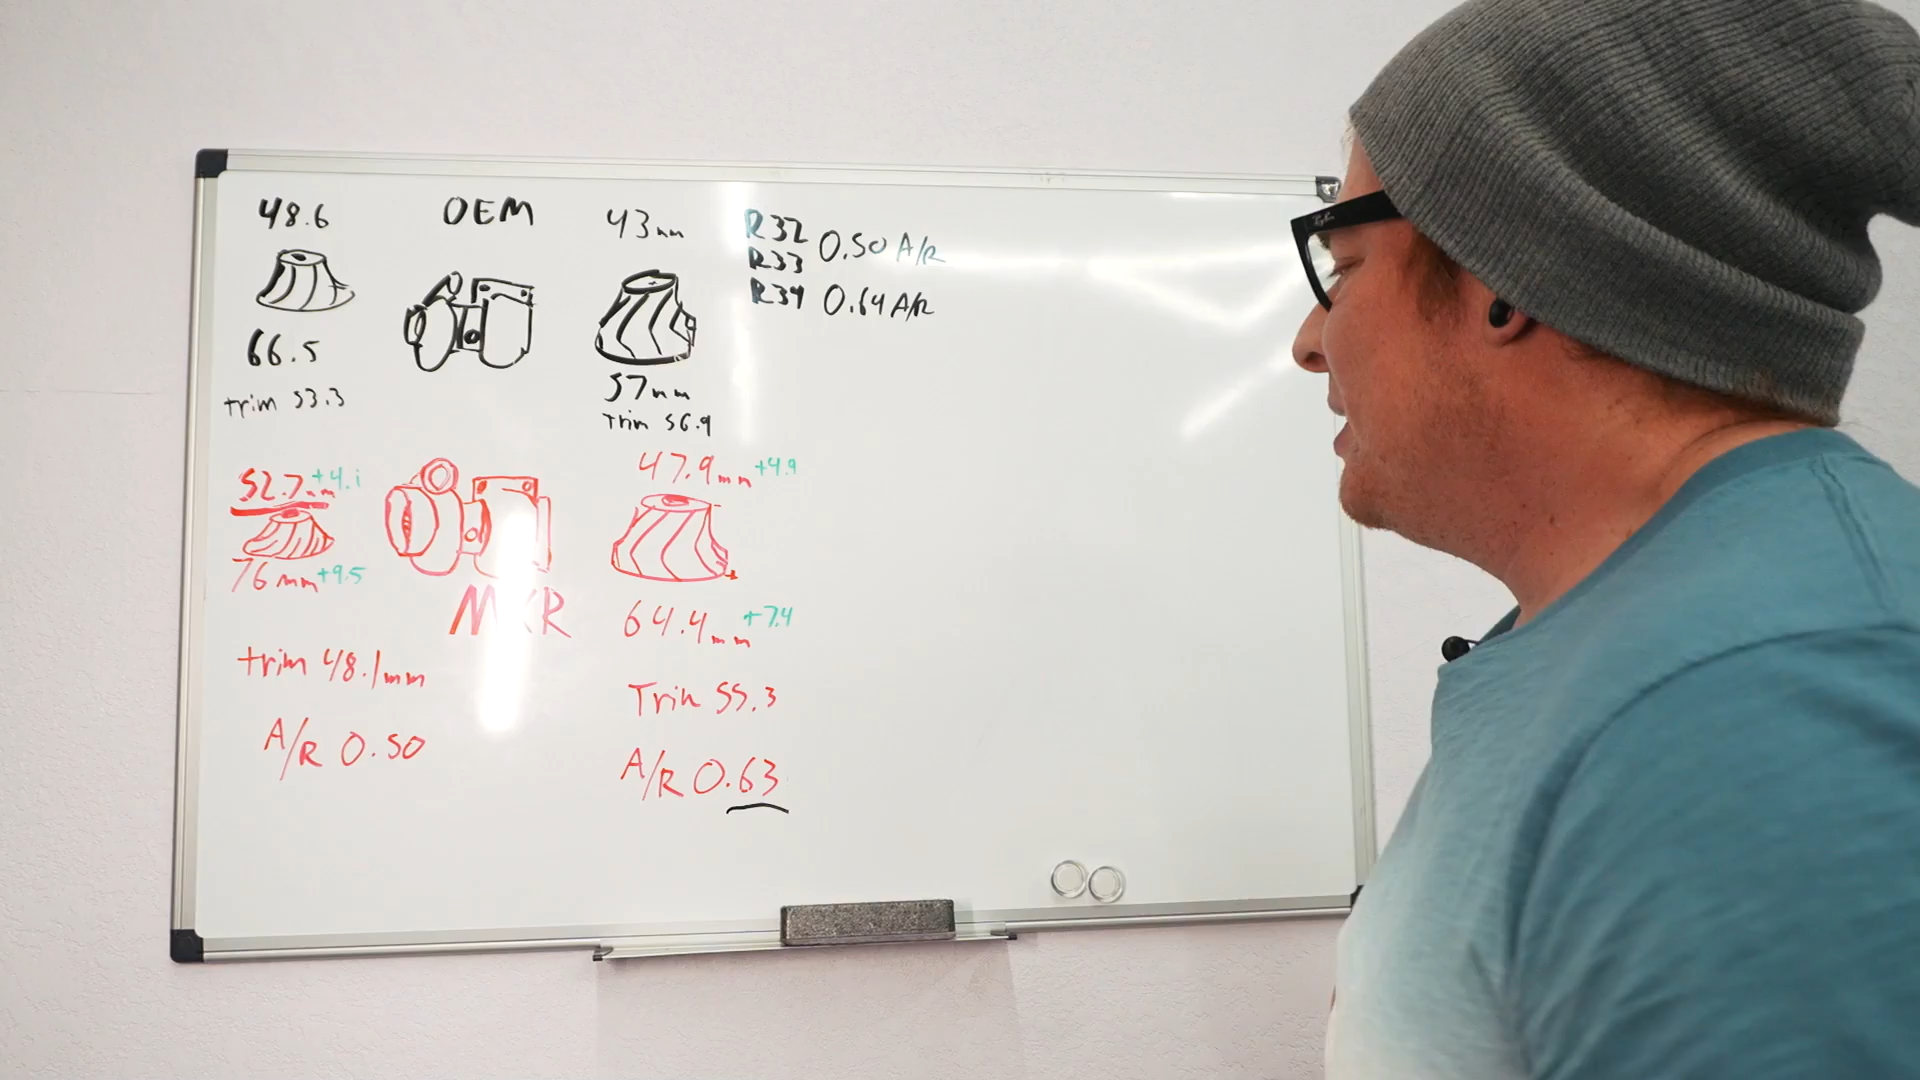 48.6
OEM
43mm
R32
R33
0.50 A/R
R34 0.64 A/R
66.5
57mm
trim 53.3
Trim 56.9
52.7mm +4.1
47.9mm +4.9
76mm +9.5
64.4mm +7.4
trim 48.1mm
Trim 55.3
A/R 0.50
A/R 0.63
Ray-Ban